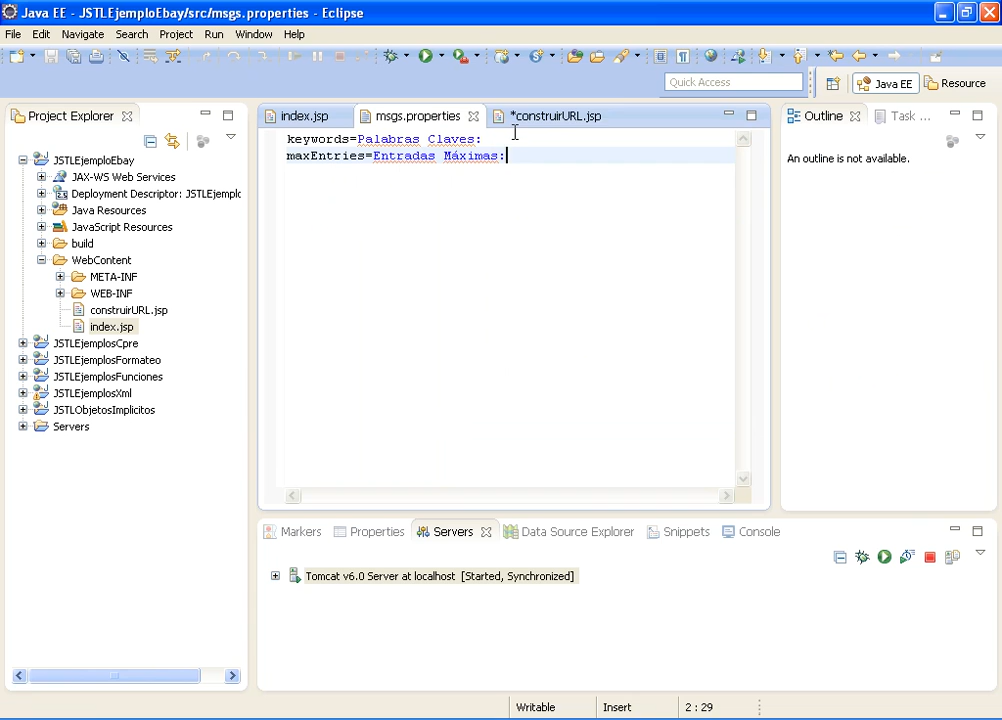 Java EE - JSTLEjemploEbay/src/msgs.properties - Eclipse
File Edit Navigate Search Project Run Window Help
Quick Access
Java EE
Resource
Project Explorer
index.jsp
msgs.properties
*construirURL.jsp
Outline
Task ...
keywords=Palabras Claves:
maxEntries=Entradas Máximas:
An outline is not available.
JSTLEjemploEbay
JAX-WS Web Services
Deployment Descriptor: JSTLEjemplc
Java Resources
JavaScript Resources
build
WebContent
META-INF
WEB-INF
construirURL.jsp
index.jsp
JSTLEjemplosCpre
JSTLEjemplosFormateo
JSTLEjemplosFunciones
JSTLEjemplosXml
JSTLObjetosImplicitos
Servers
Markers
Properties
Servers
Data Source Explorer
Snippets
Console
Tomcat v6.0 Server at localhost [Started, Synchronized]
Writable
Insert
2 : 29